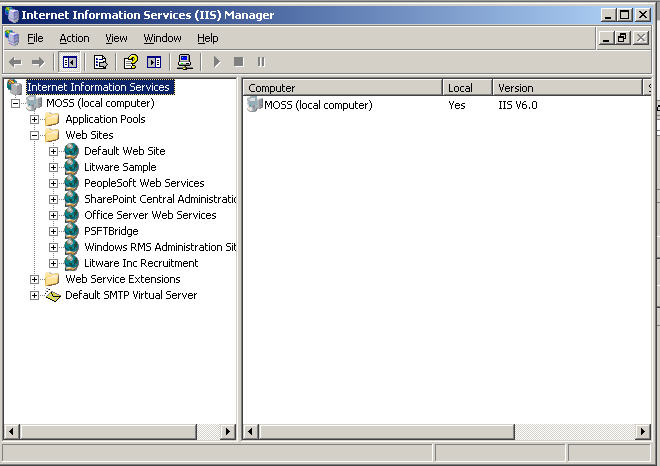 Internet Information Services (IIS) Manager
File Action View Window Help
Internet Information Services
MOSS (local computer)
Application Pools
Web Sites
Default Web Site
Litware Sample
PeopleSoft Web Services
SharePoint Central Administratio
Office Server Web Services
PSFTBridge
Windows RMS Administration Sit
Litware Inc Recruitment
Web Service Extensions
Default SMTP Virtual Server
Computer Local Version
MOSS (local computer) Yes IIS V6.0